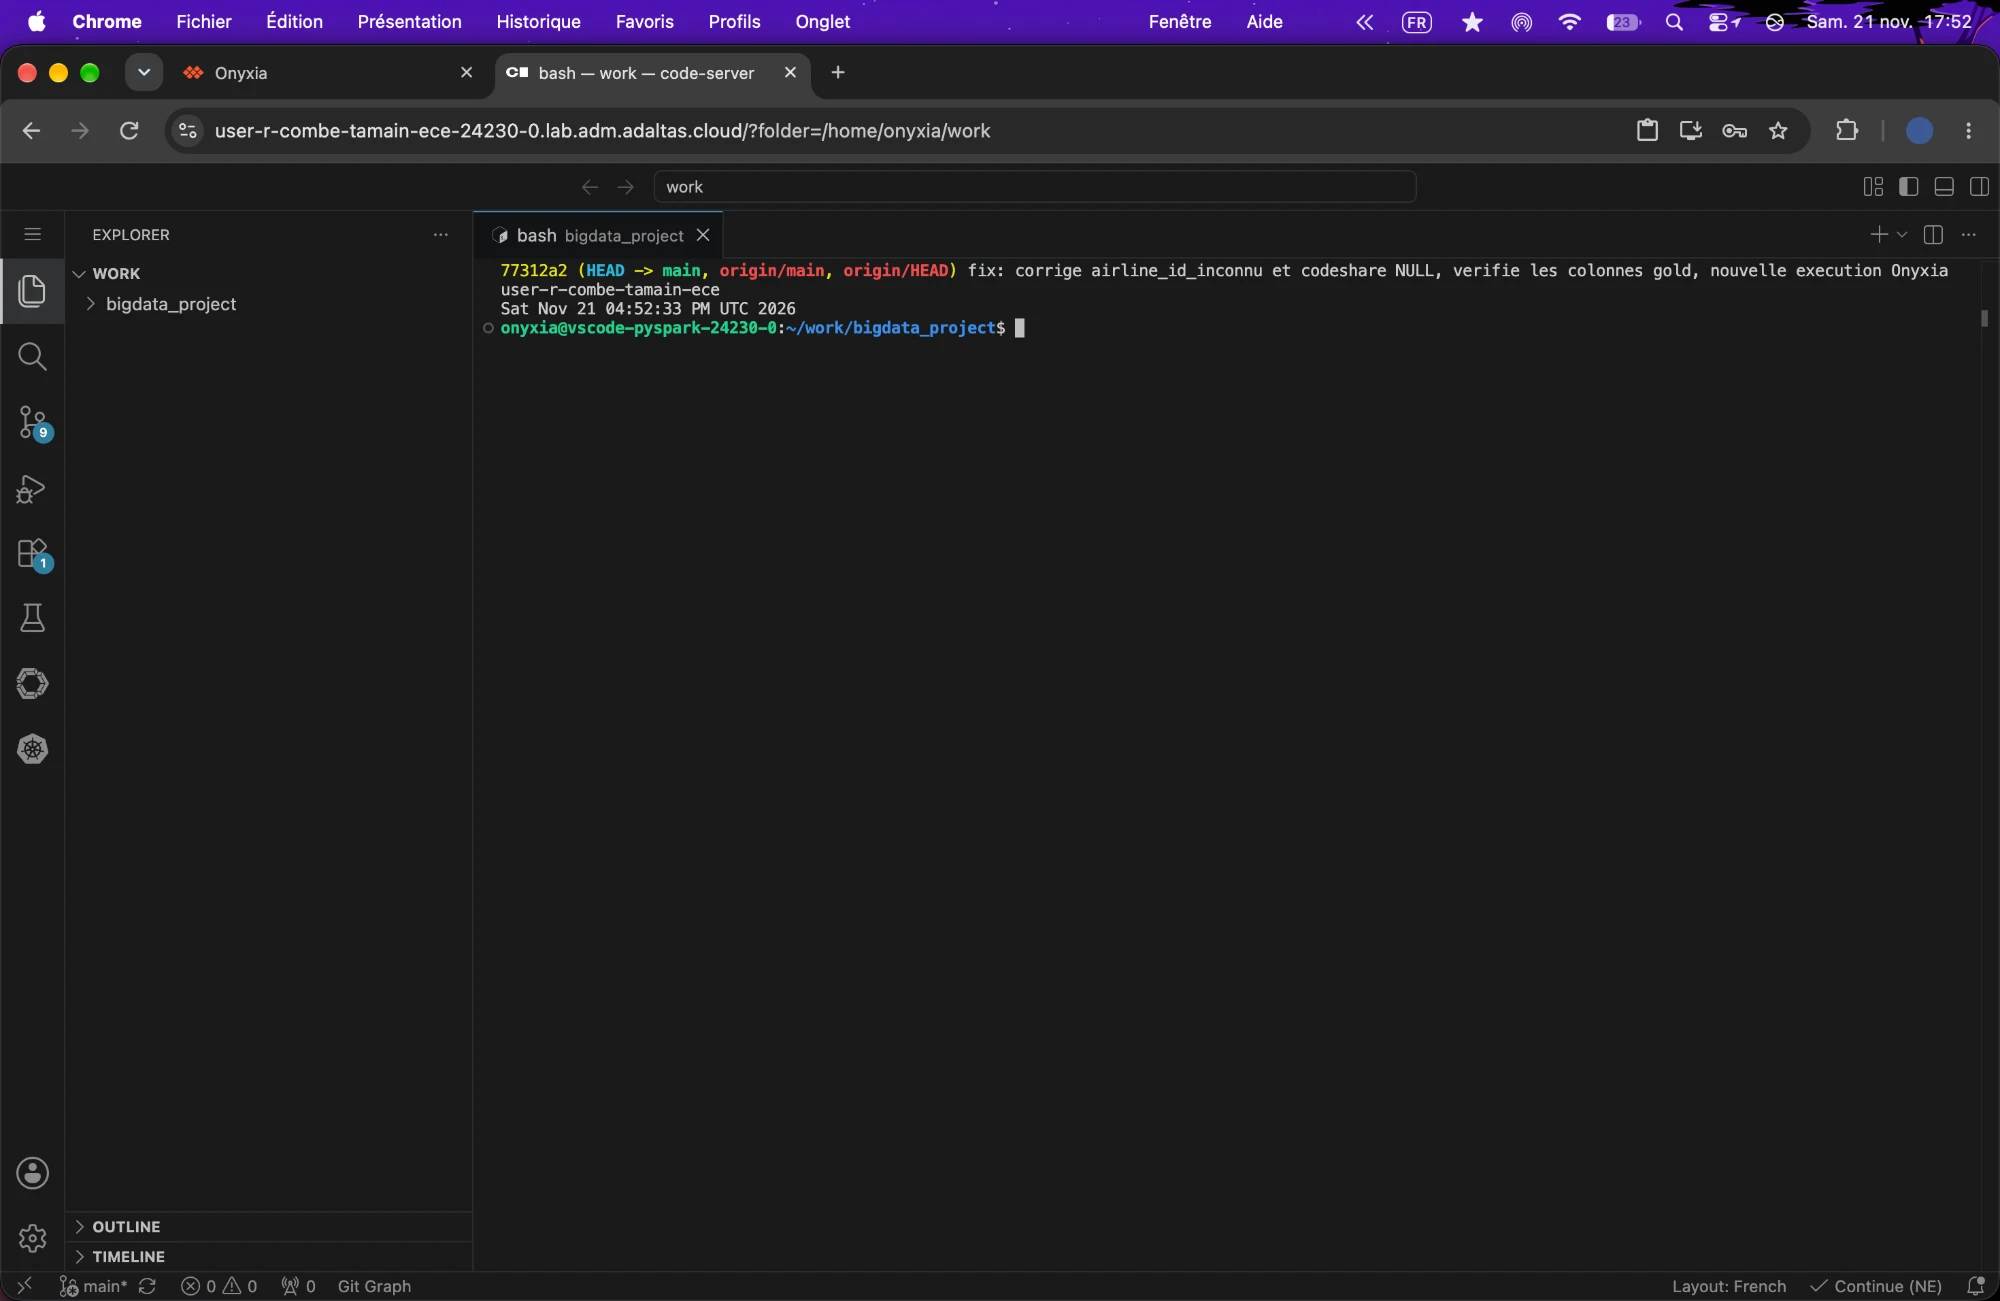 Chrome Fichier Édition Présentation Historique Favoris Profils Onglet Fenêtre Aide FR 23 Sam. 21 nov. 17:52
Onyxia bash — work — code-server
user-r-combe-tamain-ece-24230-0.lab.adm.adaltas.cloud/?folder=/home/onyxia/work
work
EXPLORER
bash bigdata_project
WORK
bigdata_project
77312a2 (HEAD -> main, origin/main, origin/HEAD) fix: corrige airline_id_inconnu et codeshare NULL, verifie les colonnes gold, nouvelle execution Onyxia
user-r-combe-tamain-ece
Sat Nov 21 04:52:33 PM UTC 2026
onyxia@vscode-pyspark-24230-0:~/work/bigdata_project$
9
1
OUTLINE
TIMELINE
main* 0 0 0 Git Graph Layout: French Continue (NE)